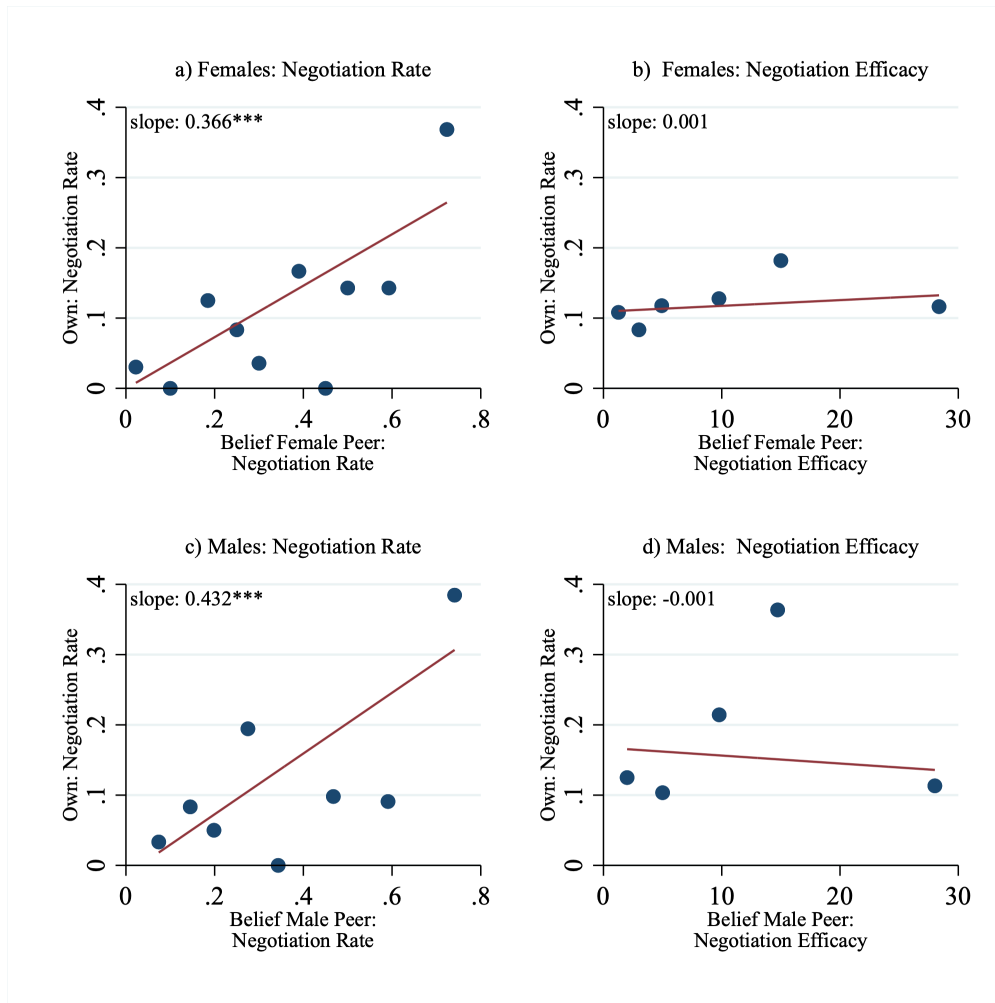 a) Females: Negotiation Rate
slope: 0.366***
Own: Negotiation Rate
.4
.3
.2
.1
0
0 .2 .4 .6 .8
Belief Female Peer:
Negotiation Rate
b) Females: Negotiation Efficacy
slope: 0.001
Own: Negotiation Rate
.4
.3
.2
.1
0
0 10 20 30
Belief Female Peer:
Negotiation Efficacy
c) Males: Negotiation Rate
slope: 0.432***
Own: Negotiation Rate
.4
.3
.2
.1
0
0 .2 .4 .6 .8
Belief Male Peer:
Negotiation Rate
d) Males: Negotiation Efficacy
slope: -0.001
Own: Negotiation Rate
.4
.3
.2
.1
0
0 10 20 30
Belief Male Peer:
Negotiation Efficacy